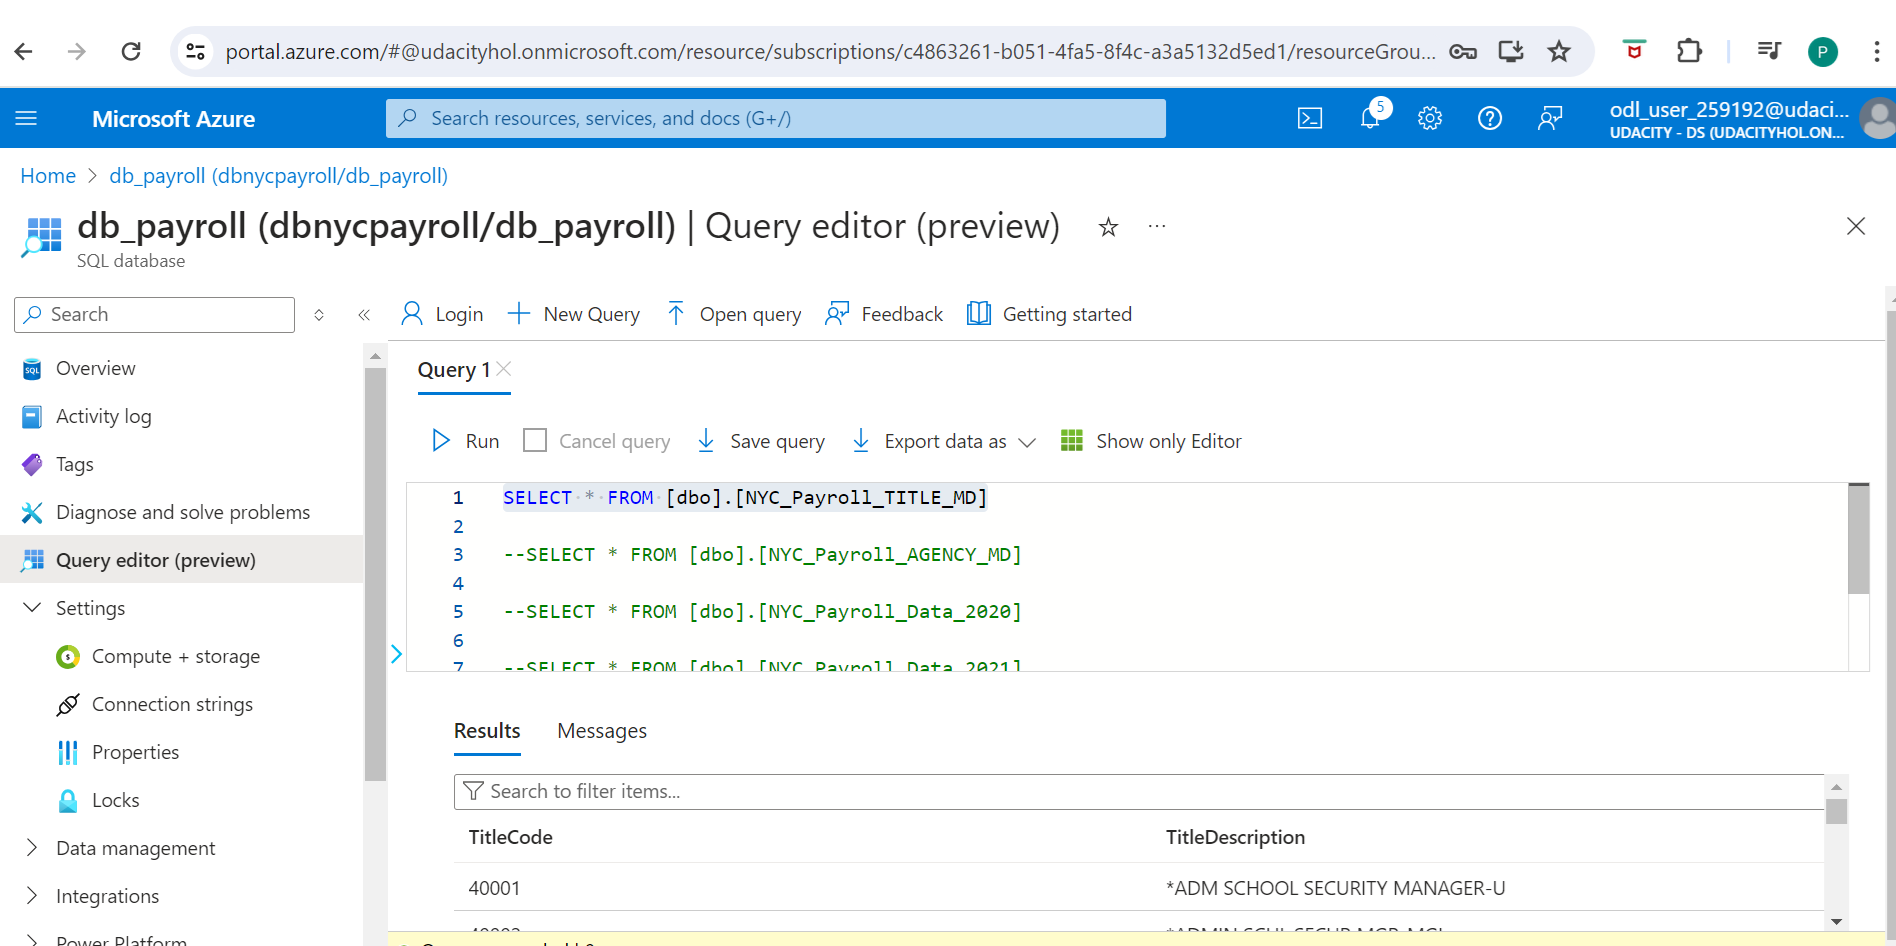 portal.azure.com/#@udacityhol.onmicrosoft.com/resource/subscriptions/c4863261-b051-4fa5-8f4c-a3a5132d5ed1/resourceGrou...
P
Microsoft Azure
Search resources, services, and docs (G+/)
5
odl_user_259192@udaci...
UDACITY - DS (UDACITYHOL.ON...
Home > db_payroll (dbnycpayroll/db_payroll)
db_payroll (dbnycpayroll/db_payroll) | Query editor (preview)
SQL database
Search
Login
New Query
Open query
Feedback
Getting started
SQL
Overview
Activity log
Tags
Diagnose and solve problems
Query editor (preview)
Settings
Compute + storage
Connection strings
Properties
Locks
Data management
Integrations
Power Platform
Query 1
Run
Cancel query
Save query
Export data as
Show only Editor
1 SELECT * FROM [dbo].[NYC_Payroll_TITLE_MD]
2
3 --SELECT * FROM [dbo].[NYC_Payroll_AGENCY_MD]
4
5 --SELECT * FROM [dbo].[NYC_Payroll_Data_2020]
6
7 --SELECT * FROM [dbo].[NYC_Payroll_Data_2021]
Results
Messages
Search to filter items...
TitleCode TitleDescription
40001 *ADM SCHOOL SECURITY MANAGER-U